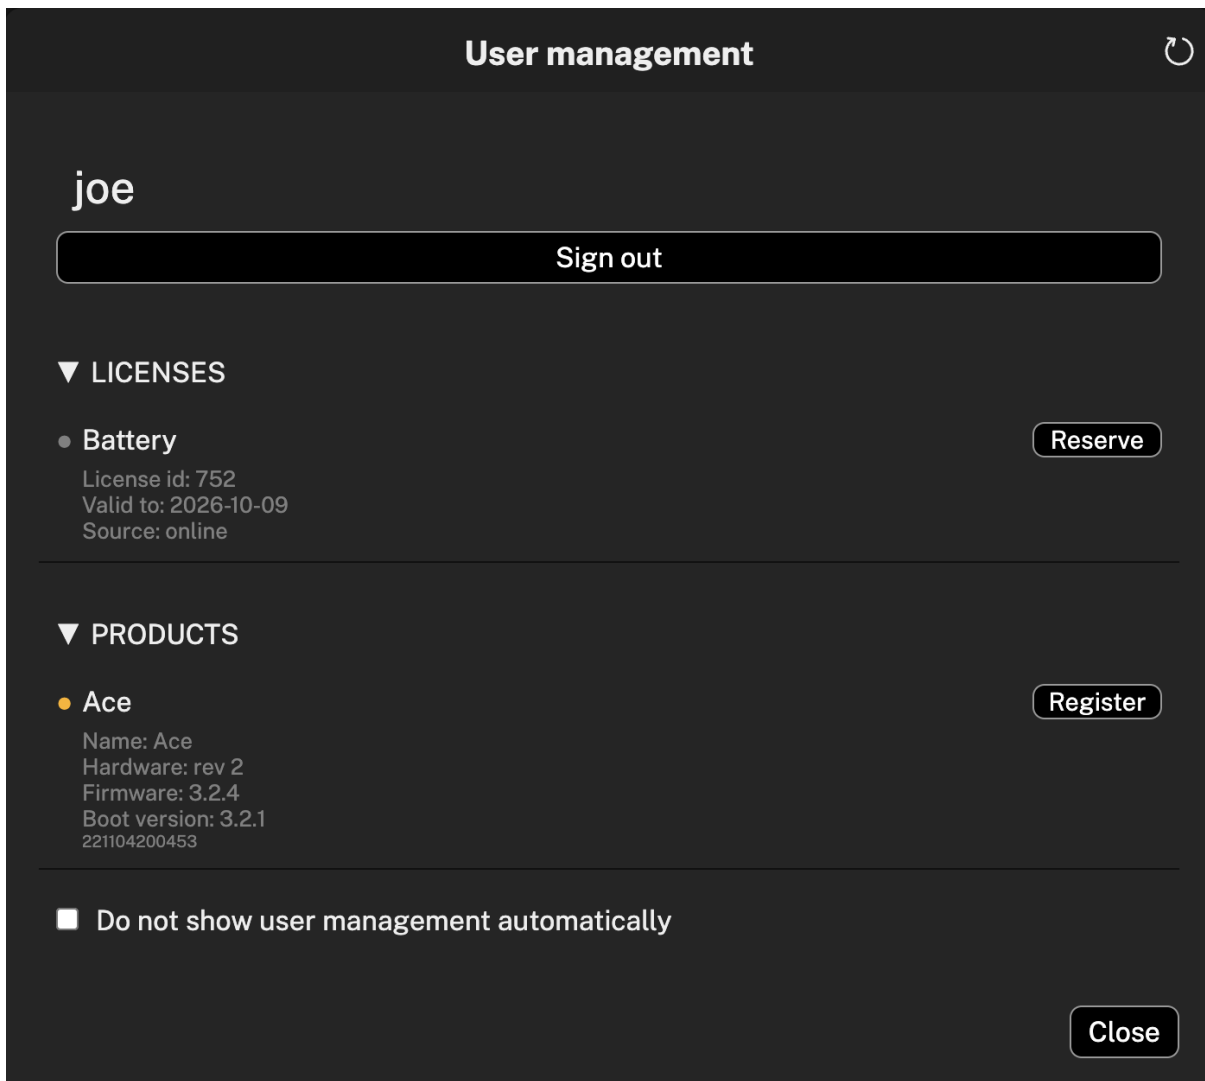 User management
joe
Sign out
▼ LICENSES
Battery
Reserve
License id: 752
Valid to: 2026-10-09
Source: online
▼ PRODUCTS
Ace
Register
Name: Ace
Hardware: rev 2
Firmware: 3.2.4
Boot version: 3.2.1
221104200453
Do not show user management automatically
Close